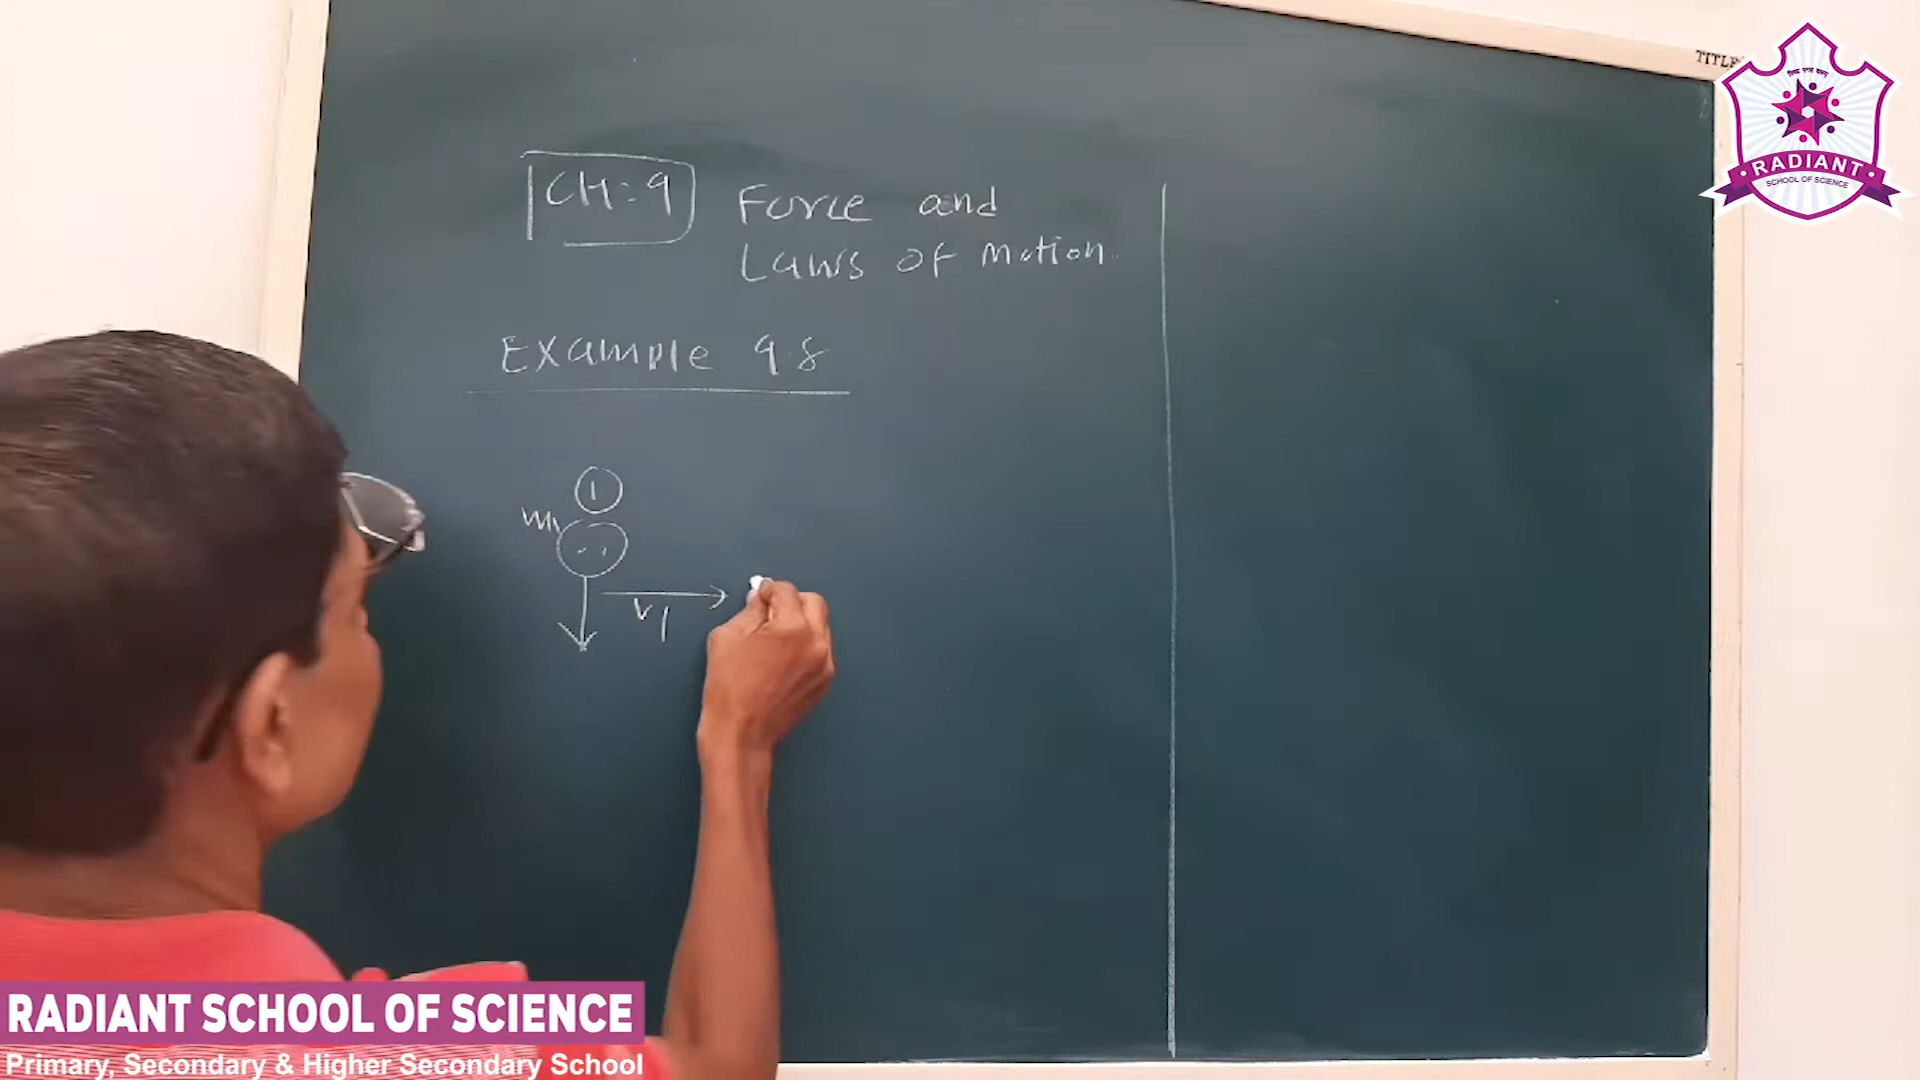 CH: 9 Force and
Laws of motion.
Example 9.8
1
m1
v1
TITLE
RADIANT
SCHOOL OF SCIENCE
RADIANT SCHOOL OF SCIENCE
Primary, Secondary & Higher Secondary School